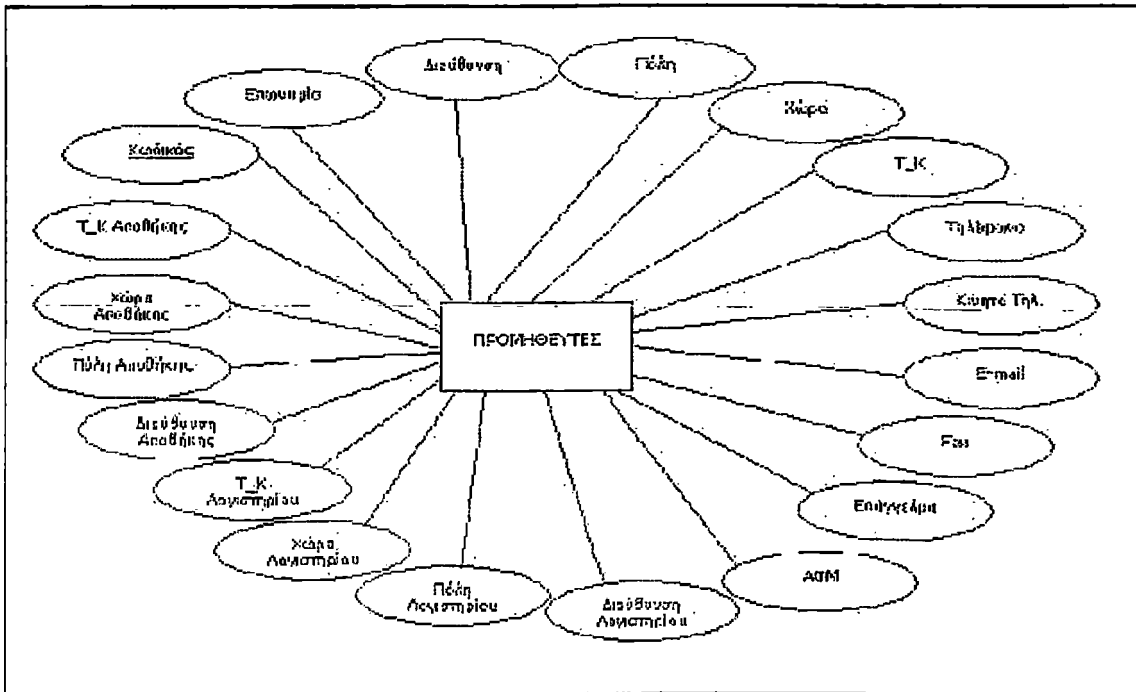 Διεύθυνση
Πόλη
Επωνυμία
Χώρα
Κωδικός
Τ_Κ
Τ_Κ Αποθήκης
Τηλέφωνο
Χώρα
Αποθήκης
Κινητό Τηλ.
ΠΡΟΜΗΘΕΥΤΕΣ
Πόλη Αποθήκης
E-mail
Διεύθυνση
Αποθήκης
Fax
Τ_Κ
Λογιστηρίου
Επάγγελμα
Χώρα
Λογιστηρίου
ΑΦΜ
Πόλη
Λογιστηρίου
Διεύθυνση
Λογιστηρίου